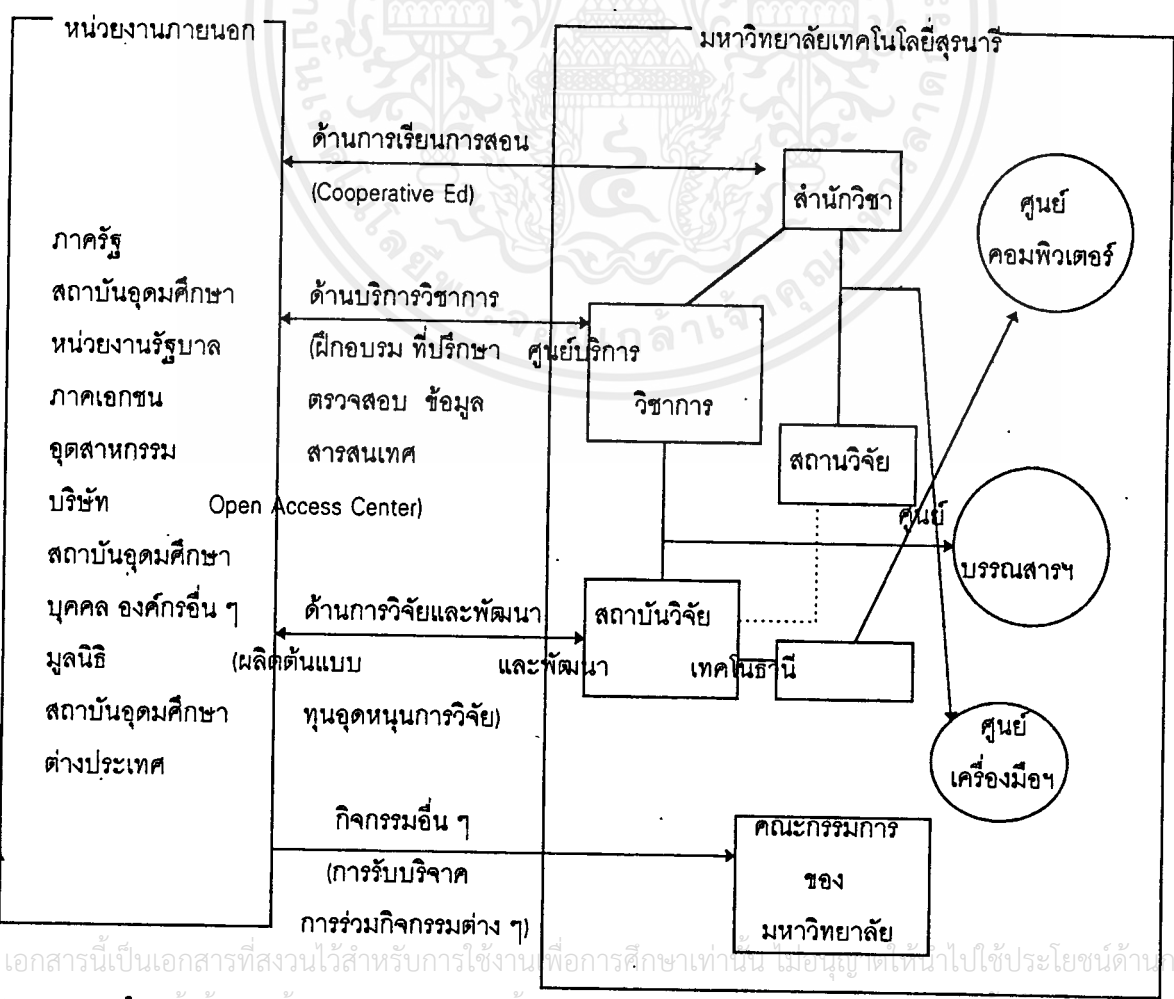 หน่วยงานภายนอก
มหาวิทยาลัยเทคโนโลยีสุรนารี
ด้านการเรียนการสอน
(Cooperative Ed)
สำนักวิชา
ศูนย์
คอมพิวเตอร์
ภาครัฐ
สถาบันอุดมศึกษา
ด้านบริการวิชาการ
หน่วยงานรัฐบาล
(ฝึกอบรม ที่ปรึกษา
ศูนย์บริการ
ภาคเอกชน
ตรวจสอบ ข้อมูล
วิชาการ
อุตสาหกรรม
สารสนเทศ
สถานวิจัย
บริษัท
Open Access Center)
ศูนย์
บรรณสารฯ
สถาบันอุดมศึกษา
บุคคล องค์กรอื่น ๆ
ด้านการวิจัยและพัฒนา
สถาบันวิจัย
มูลนิธิ
(ผลิตต้นแบบ
และพัฒนา
เทคโนธานี
สถาบันอุดมศึกษา
ทุนอุดหนุนการวิจัย)
ต่างประเทศ
ศูนย์
เครื่องมือฯ
กิจกรรมอื่น ๆ
(การรับบริจาค
การร่วมกิจกรรมต่าง ๆ)
คณะกรรมการ
ของ
มหาวิทยาลัย
เอกสารนี้เป็นเอกสารที่สงวนไว้สำหรับการใช้งานเพื่อการศึกษาเท่านั้น ไม่อนุญาตให้นำไปใช้ประโยชน์ด้าน